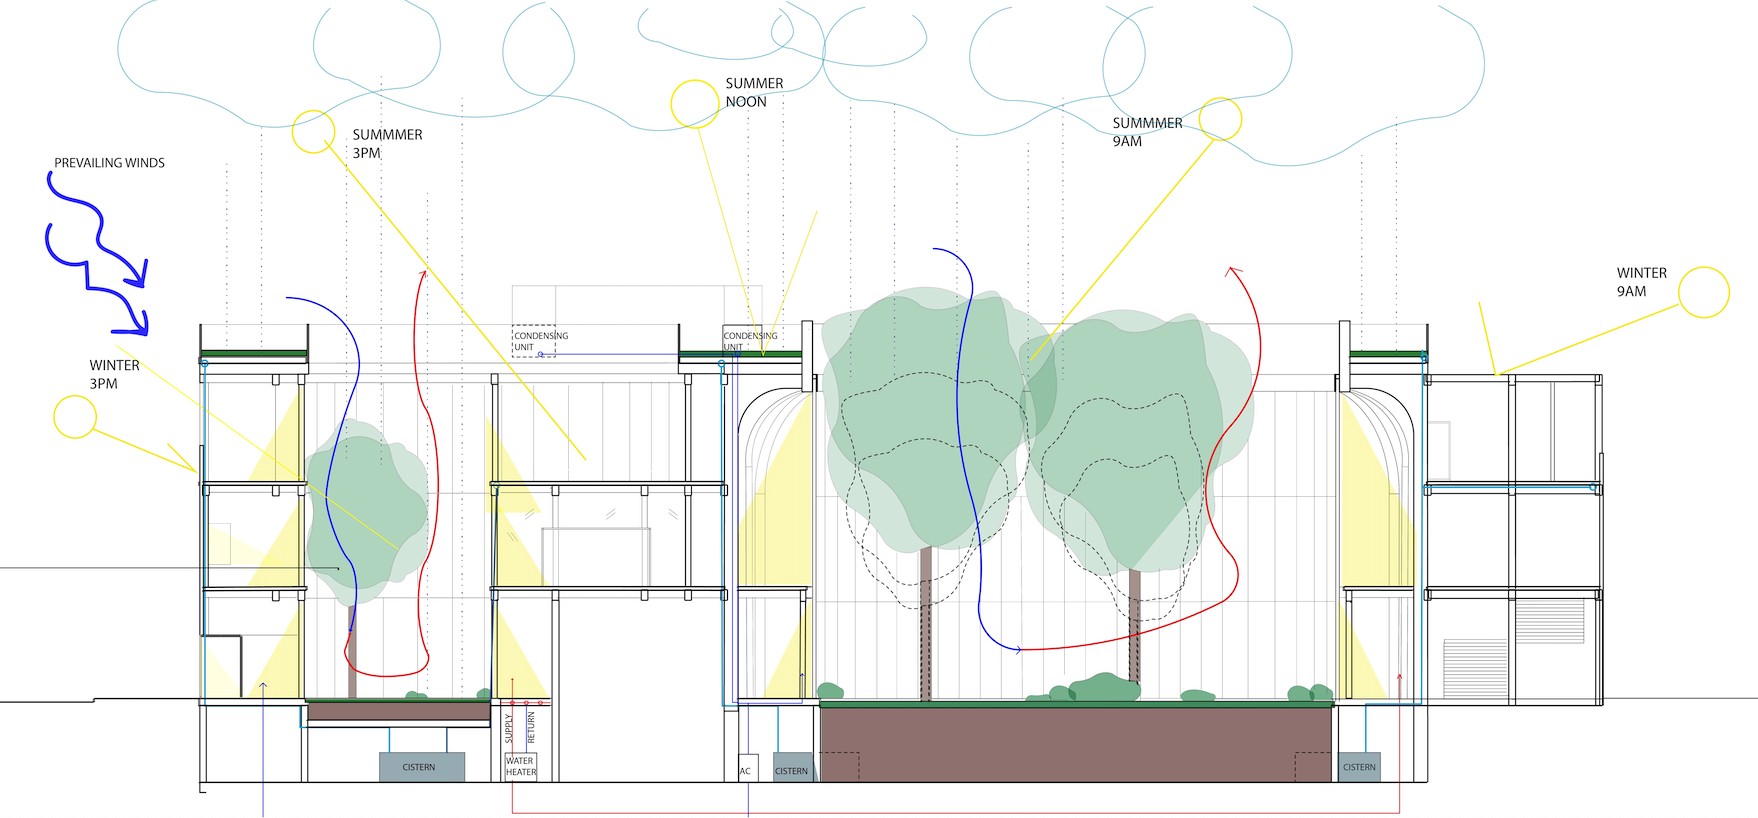 SUMMER
NOON
SUMMMER
3PM
SUMMMER
9AM
PREVAILING WINDS
WINTER
9AM
CONDENSING
UNIT
CONDENSING
UNIT
WINTER
3PM
SUPPLY
RETURN
WATER
HEATER
CISTERN
AC
CISTERN
CISTERN